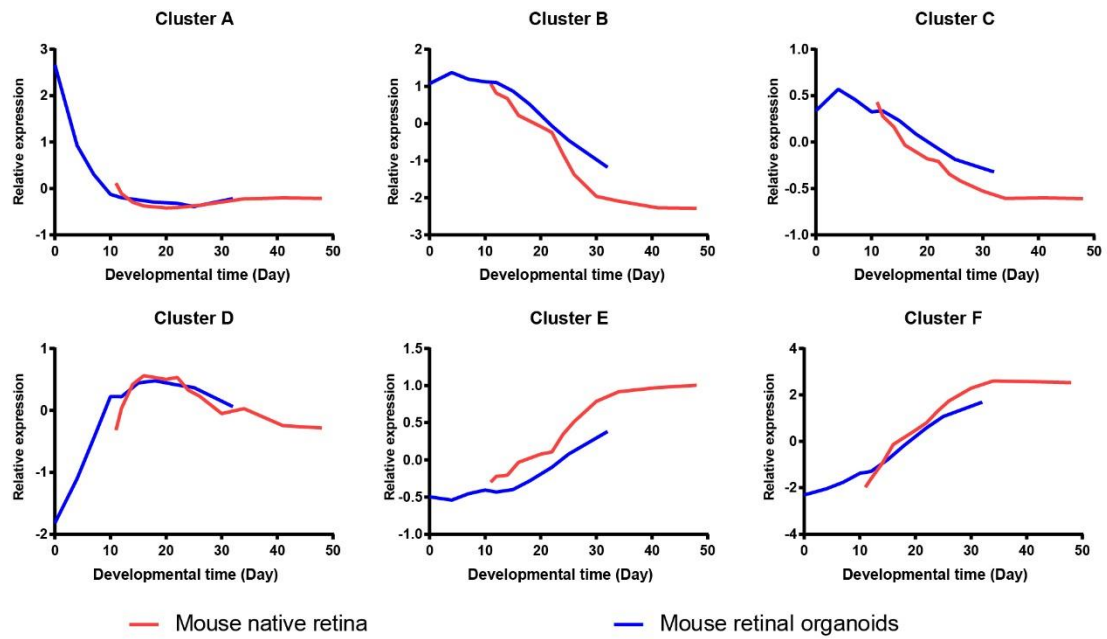 Cluster A
Cluster B
Cluster C
Relative expression
3
2
1
0
-1
0 10 20 30 40 50
Developmental time (Day)
Relative expression
2
1
0
-1
-2
-3
0 10 20 30 40 50
Developmental time (Day)
Relative expression
1.0
0.5
0.0
-0.5
-1.0
0 10 20 30 40 50
Developmental time (Day)
Cluster D
Cluster E
Cluster F
Relative expression
1
0
-1
-2
0 10 20 30 40 50
Developmental time (Day)
Relative expression
1.5
1.0
0.5
0.0
-0.5
-1.0
0 10 20 30 40 50
Developmental time (Day)
Relative expression
4
2
0
-2
-4
0 10 20 30 40 50
Developmental time (Day)
Mouse native retina
Mouse retinal organoids